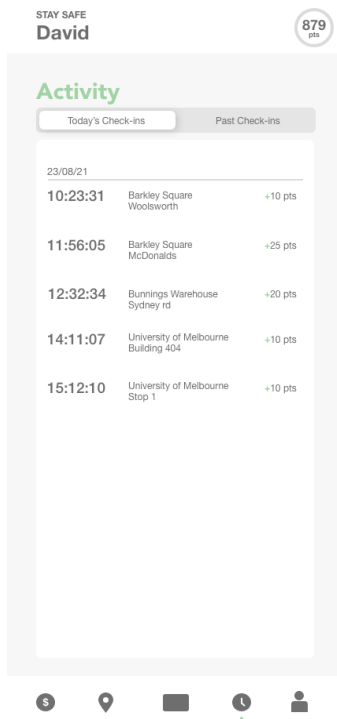 STAY SAFE
David
879
pts
Activity
Today's Check-ins
Past Check-ins
23/08/21
10:23:31 Barkley Square +10 pts
Woolsworth
11:56:05 Barkley Square +25 pts
McDonalds
12:32:34 Bunnings Warehouse +20 pts
Sydney rd
14:11:07 University of Melbourne +10 pts
Building 404
15:12:10 University of Melbourne +10 pts
Stop 1
$